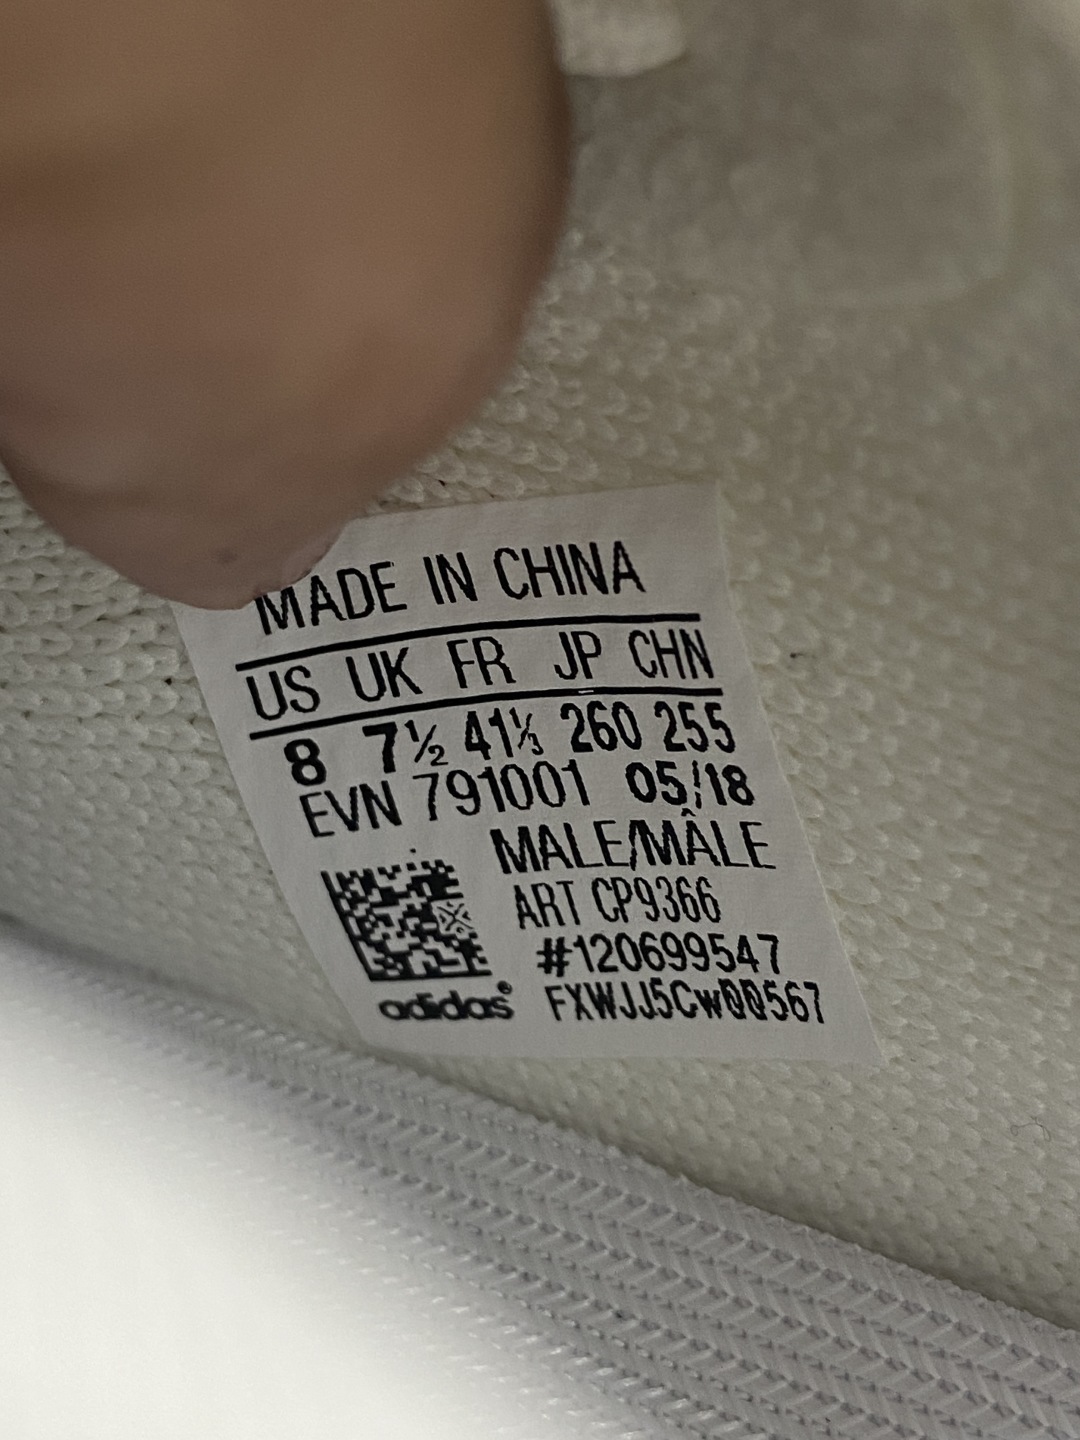 MADE IN CHINA
US UK FR JP CHN
8 7½ 41⅓ 260 255
EVN 791001 05/18
MALE/MÂLE
ART CP9366
#120699547
adidas® FXWJJ5CW00567